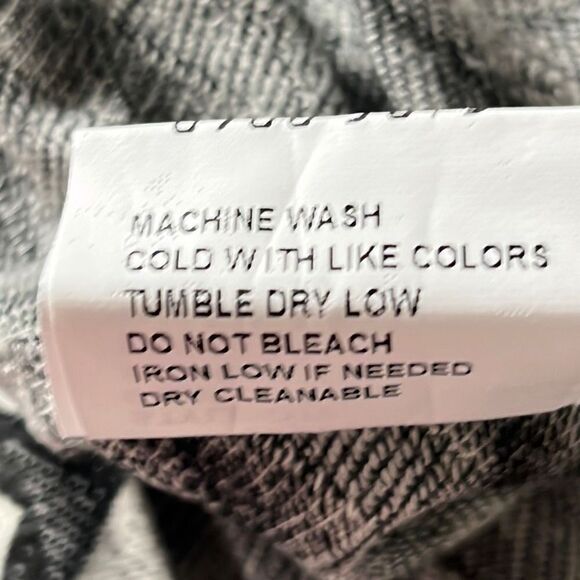 MACHINE WASH
COLD WITH LIKE COLORS
TUMBLE DRY LOW
DO NOT BLEACH
IRON LOW IF NEEDED
DRY CLEANABLE